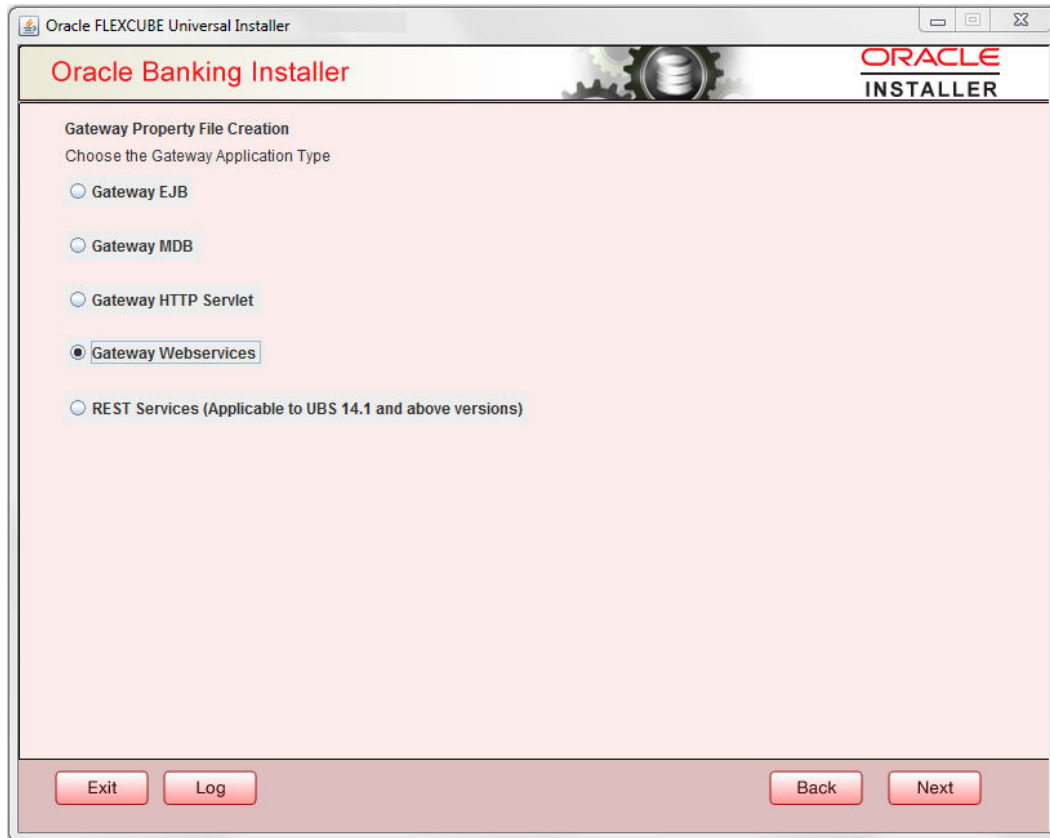 Oracle FLEXCUBE Universal Installer
Oracle Banking Installer
ORACLE
INSTALLER
Gateway Property File Creation
Choose the Gateway Application Type
Gateway EJB
Gateway MDB
Gateway HTTP Servlet
Gateway Webservices
REST Services (Applicable to UBS 14.1 and above versions)
Exit
Log
Back
Next